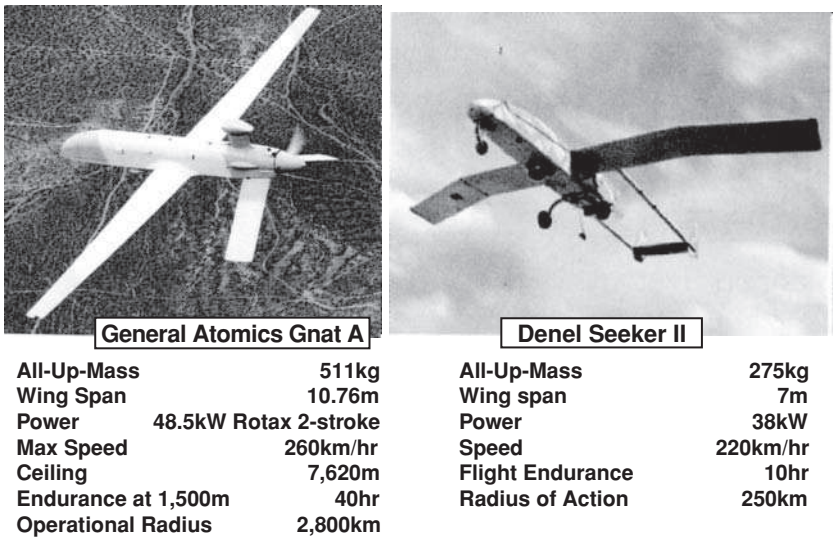 General Atomics Gnat A
All-Up-Mass 511kg
Wing Span 10.76m
Power 48.5kW Rotax 2-stroke
Max Speed 260km/hr
Ceiling 7,620m
Endurance at 1,500m 40hr
Operational Radius 2,800km
Denel Seeker II
All-Up-Mass 275kg
Wing span 7m
Power 38kW
Speed 220km/hr
Flight Endurance 10hr
Radius of Action 250km